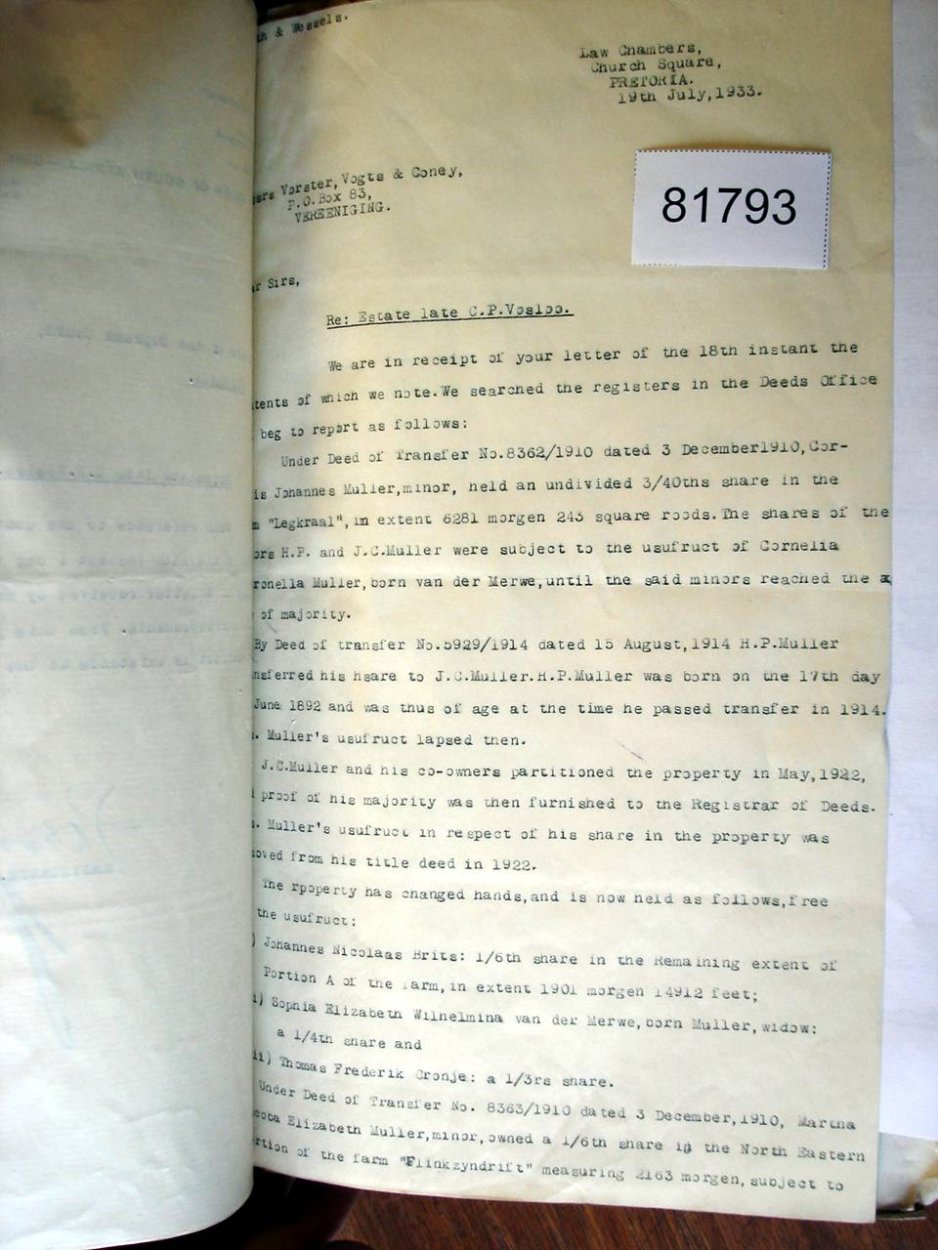 th & Wessels.
Law Chambers,
Church Square,
PRETORIA.
19th July,1933.
81793
ers Vorster, Vogts & Coney,
P.O.Box 83,
VEREENIGING.
r Sirs,
Re: Estate late C.P.Vosloo.
We are in receipt of your letter of the 18th instant the
tents of which we note.We searched the registers in the Deeds Office
beg to report as follows:
Under Deed of Transfer No.8362/1910 dated 3 December1910,Cor-
is Johannes Muller,minor, held an undivided 3/40ths share in the
m "Legkraal",in extent 6281 morgen 243 square roods.The shares of the
ors H.P. and J.C.Muller were subject to the usufruct of Cornelia
ronella Muller,born van der Merwe,until the said minors reached the a
of majority.
By Deed of transfer No.5929/1914 dated 15 August,1914 H.P.Muller
nsferred his hsare to J.C.Muller.H.P.Muller was born on the 17th day
June 1892 and was thus of age at the time he passed transfer in 1914.
. Muller's usufruct lapsed then.
J.C.Muller and his co-owners partitioned the property in May,1922,
proof of his majority was then furnished to the Registrar of Deeds.
. Muller's usufruct in respect of his share in the property was
oved from his title deed in 1922.
The rpoperty has changed hands,and is now held as follows,free
the usufruct:
) Johannes Nicolaas Brits: 1/6th share in the Remaining extent of
Portion A of the farm,in extent 1901 morgen 14912 feet;
i) Sophia Elizabeth Wilhelmina van der Merwe,born Muller,widow:
a 1/4th share and
ii) Thomas Frederik Cronje: a 1/3rs share.
Under Deed of Transfer No. 8363/1910 dated 3 December,1910, Martha
coba Elizabeth Muller,minor,owned a 1/6th share in the North Eastern
rtion of the farm "Flinkzyndrift" measuring 2163 morgen,subject to